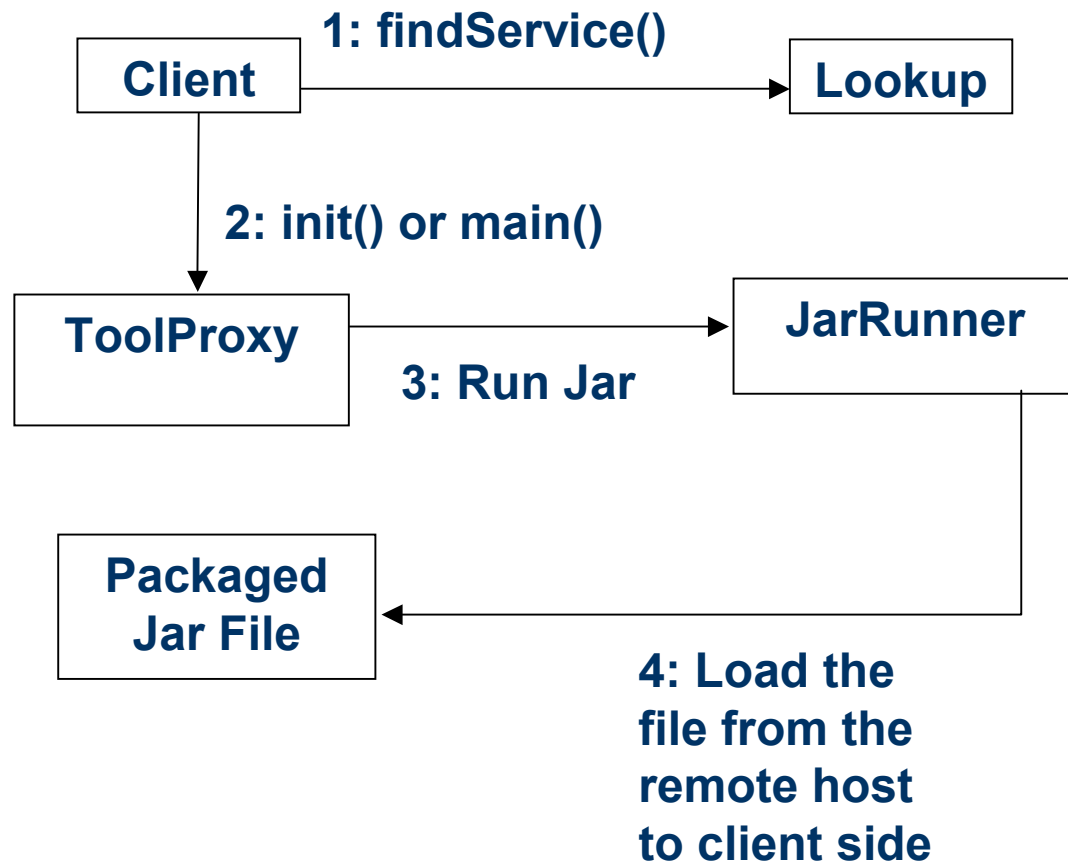 1: findService()
Client
Lookup
2: init() or main()
ToolProxy
JarRunner
3: Run Jar
Packaged
Jar File
4: Load the
file from the
remote host
to client side